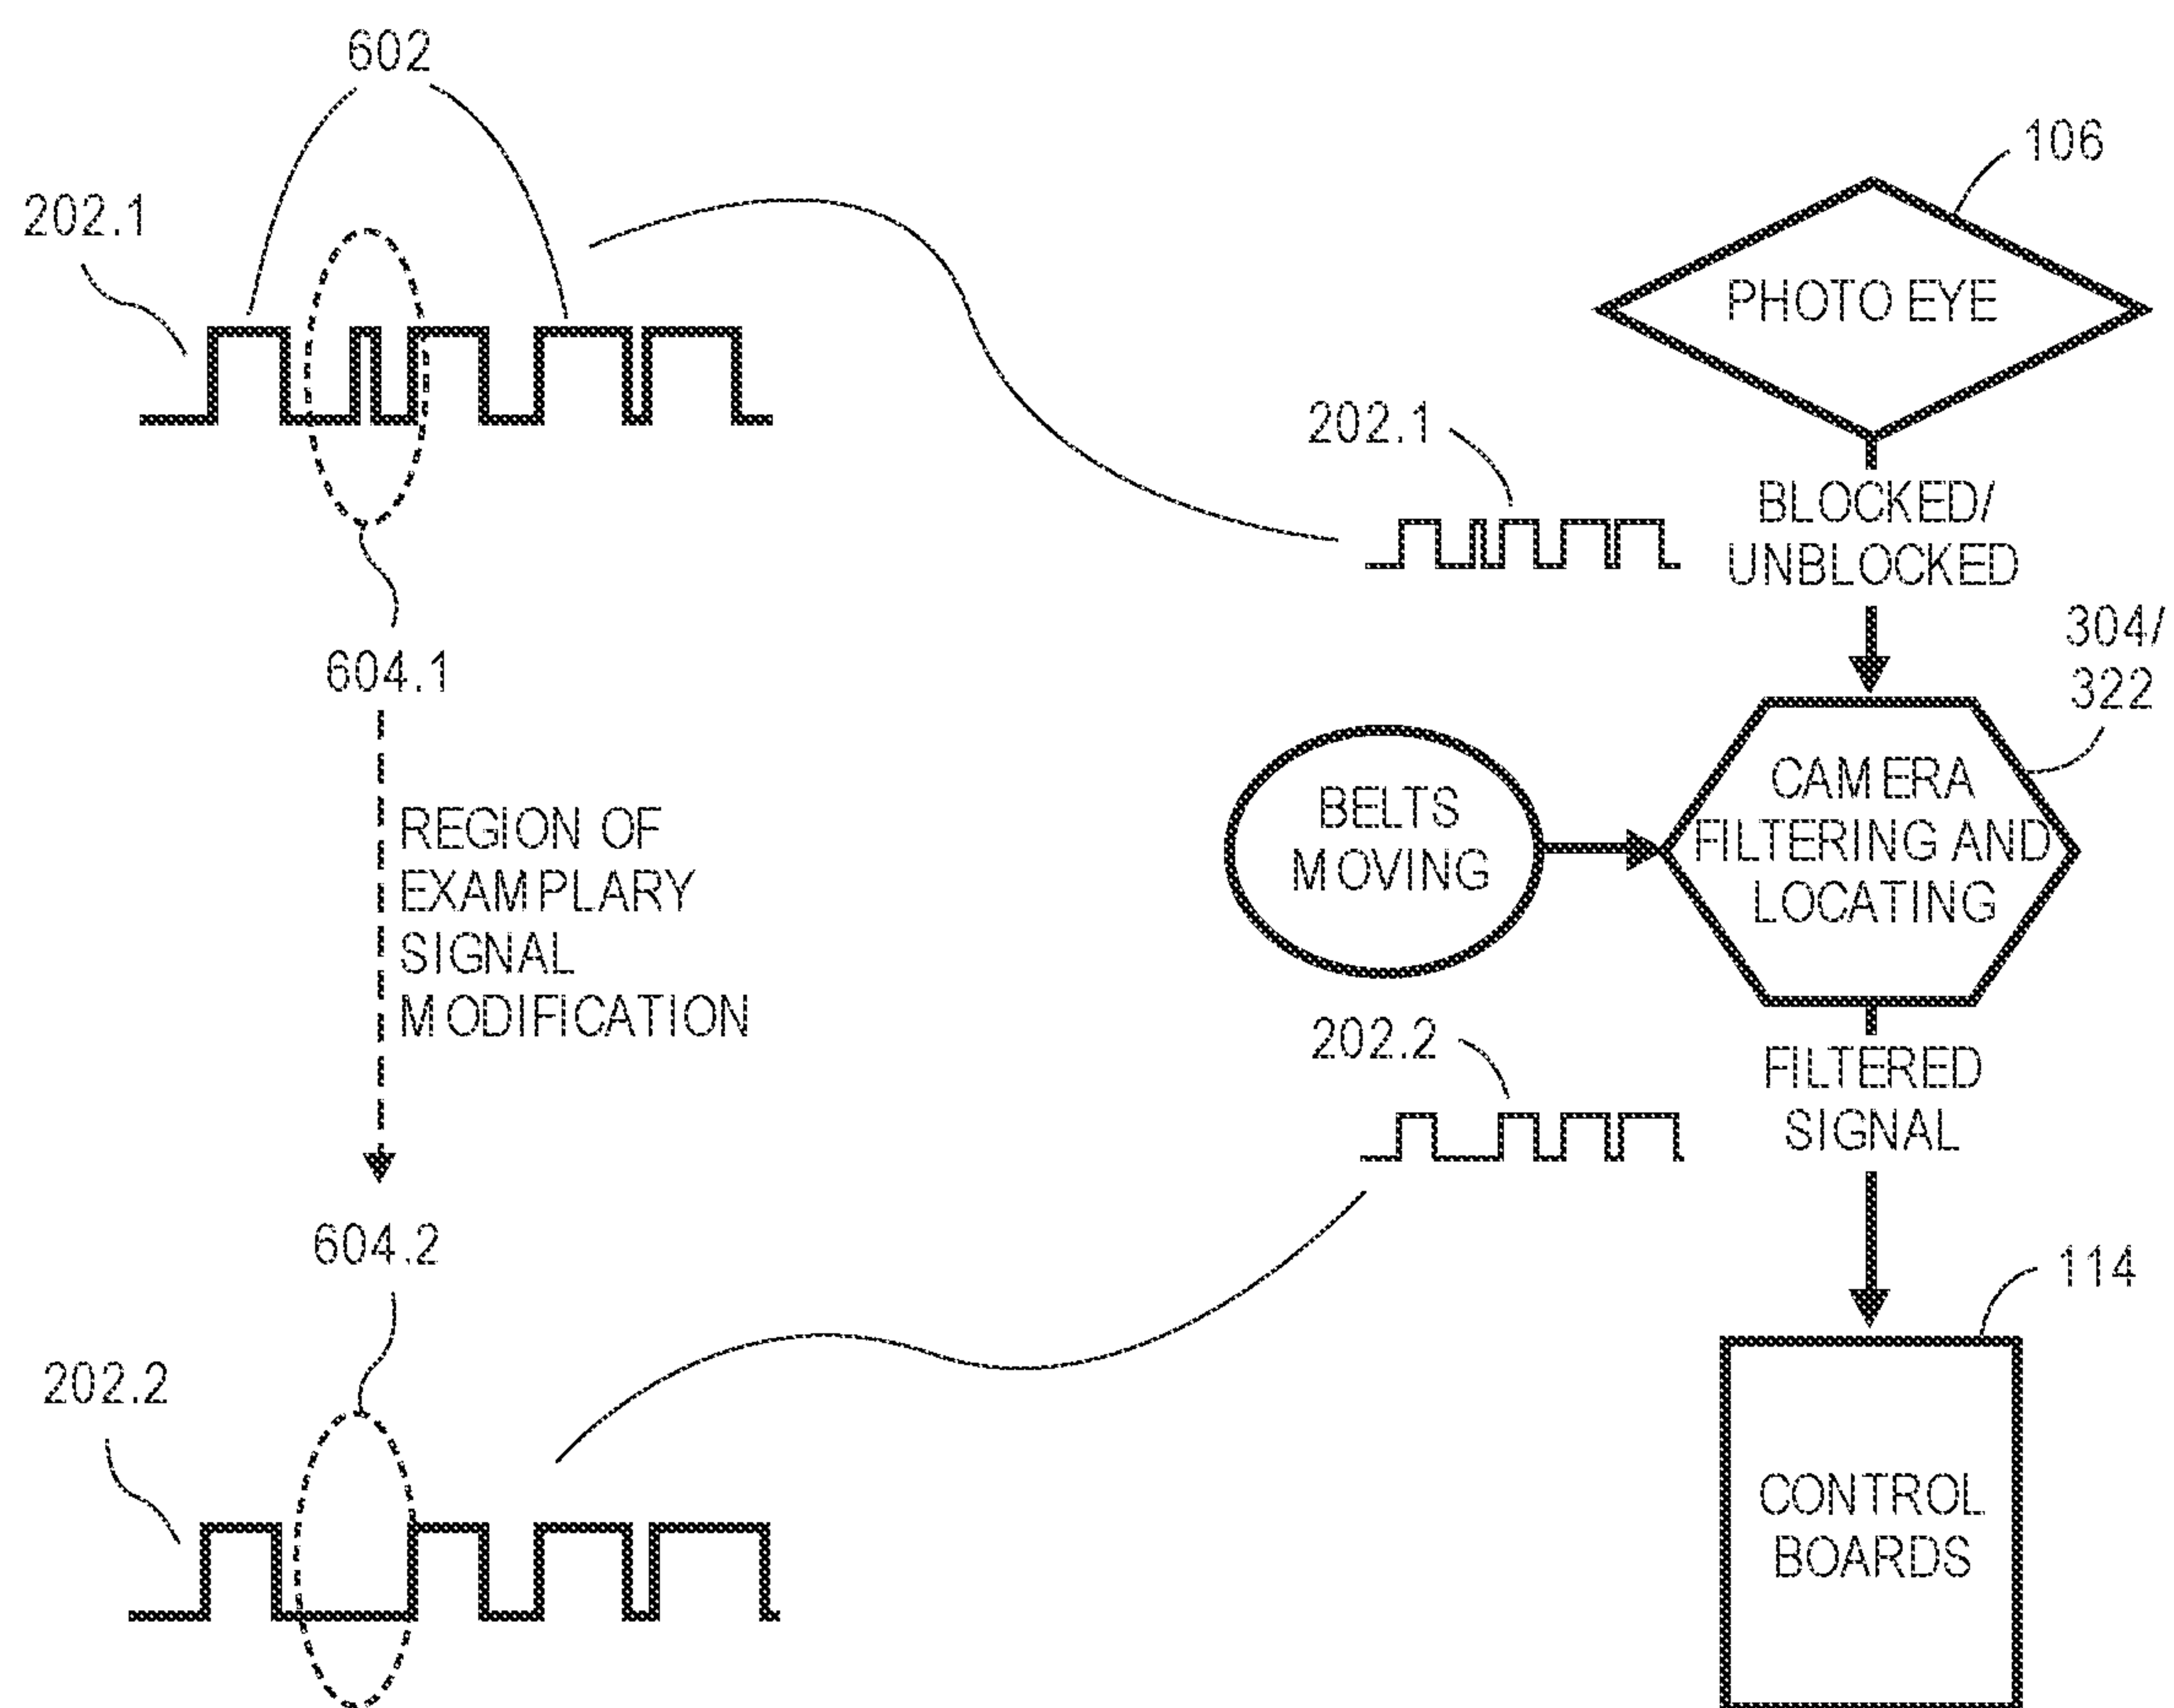 602
106
202.1
PHOTO EYE
202.1
BLOCKED/
UNBLOCKED
304/
322
604.1
CAMERA
FILTERING AND
LOCATING
BELTS
MOVING
REGION OF
EXAMPLARY
SIGNAL
MODIFICATION
202.2
FILTERED
SIGNAL
604.2
114
202.2
CONTROL
BOARDS